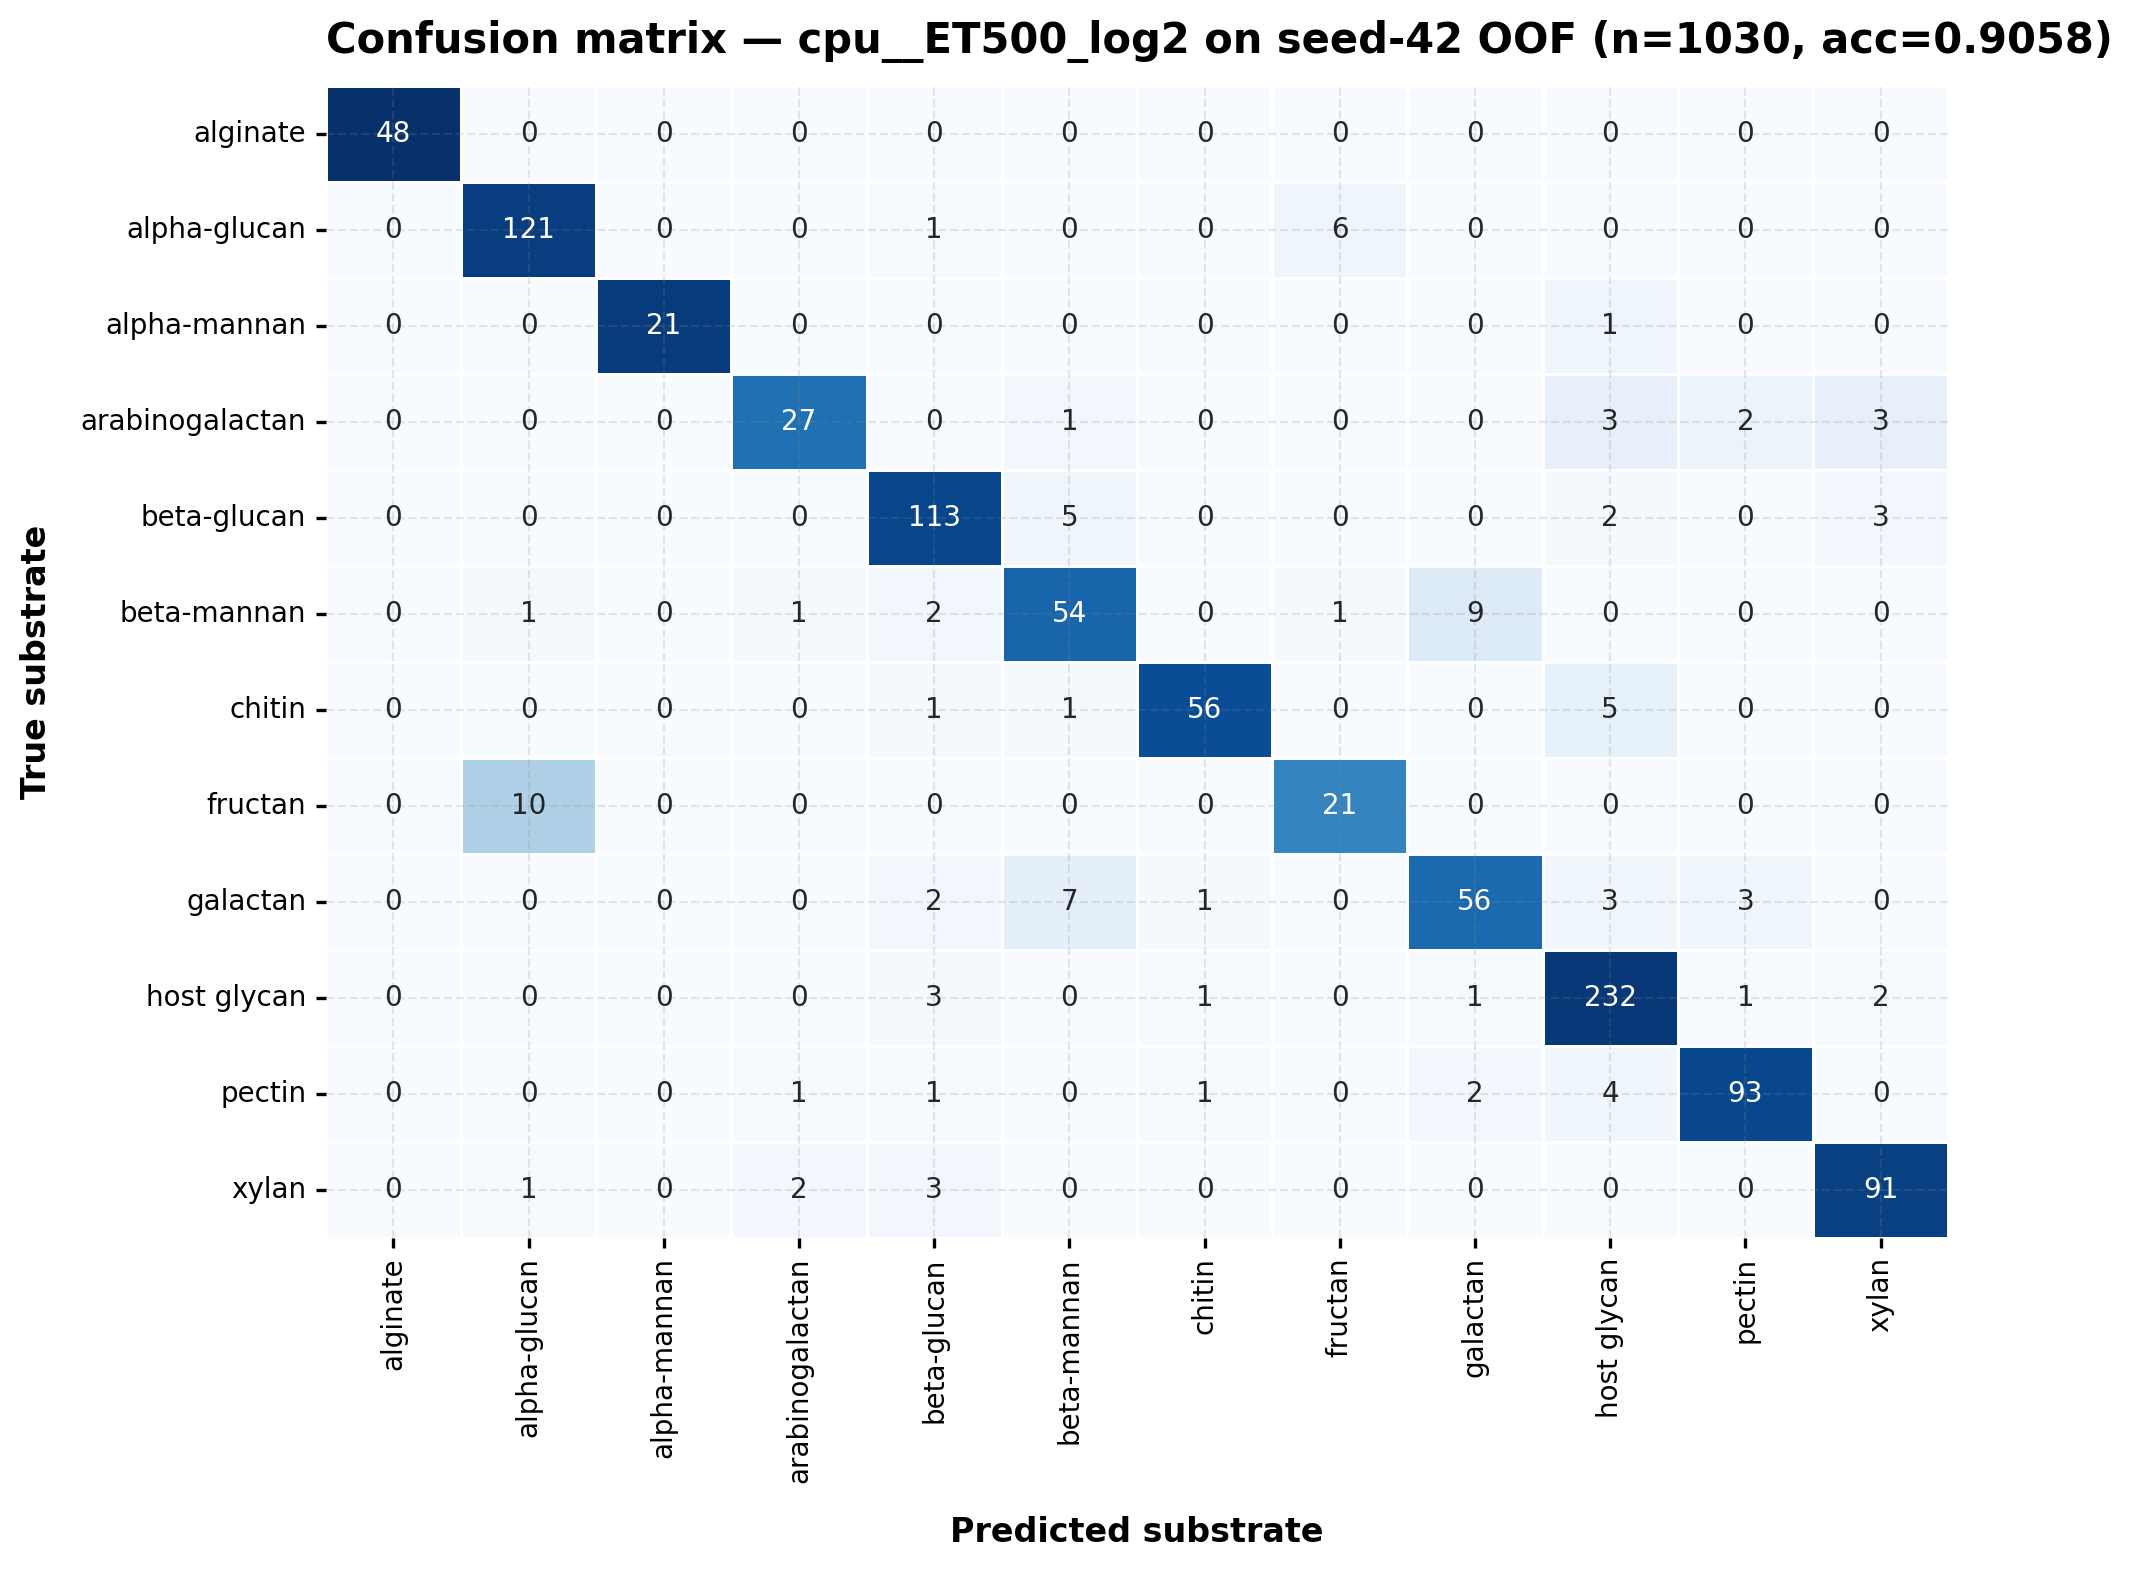 Confusion matrix — cpu__ET500_log2 on seed-42 OOF (n=1030, acc=0.9058)
True substrate
alginate 48 0 0 0 0 0 0 0 0 0 0 0
alpha-glucan 0 121 0 0 1 0 0 6 0 0 0 0
alpha-mannan 0 0 21 0 0 0 0 0 0 1 0 0
arabinogalactan 0 0 0 27 0 1 0 0 0 3 2 3
beta-glucan 0 0 0 0 113 5 0 0 0 2 0 3
beta-mannan 0 1 0 1 2 54 0 1 9 0 0 0
chitin 0 0 0 0 1 1 56 0 0 5 0 0
fructan 0 10 0 0 0 0 0 21 0 0 0 0
galactan 0 0 0 0 2 7 1 0 56 3 3 0
host glycan 0 0 0 0 3 0 1 0 1 232 1 2
pectin 0 0 0 1 1 0 1 0 2 4 93 0
xylan 0 1 0 2 3 0 0 0 0 0 0 91
alginate alpha-glucan alpha-mannan arabinogalactan beta-glucan beta-mannan chitin fructan galactan host glycan pectin xylan
Predicted substrate